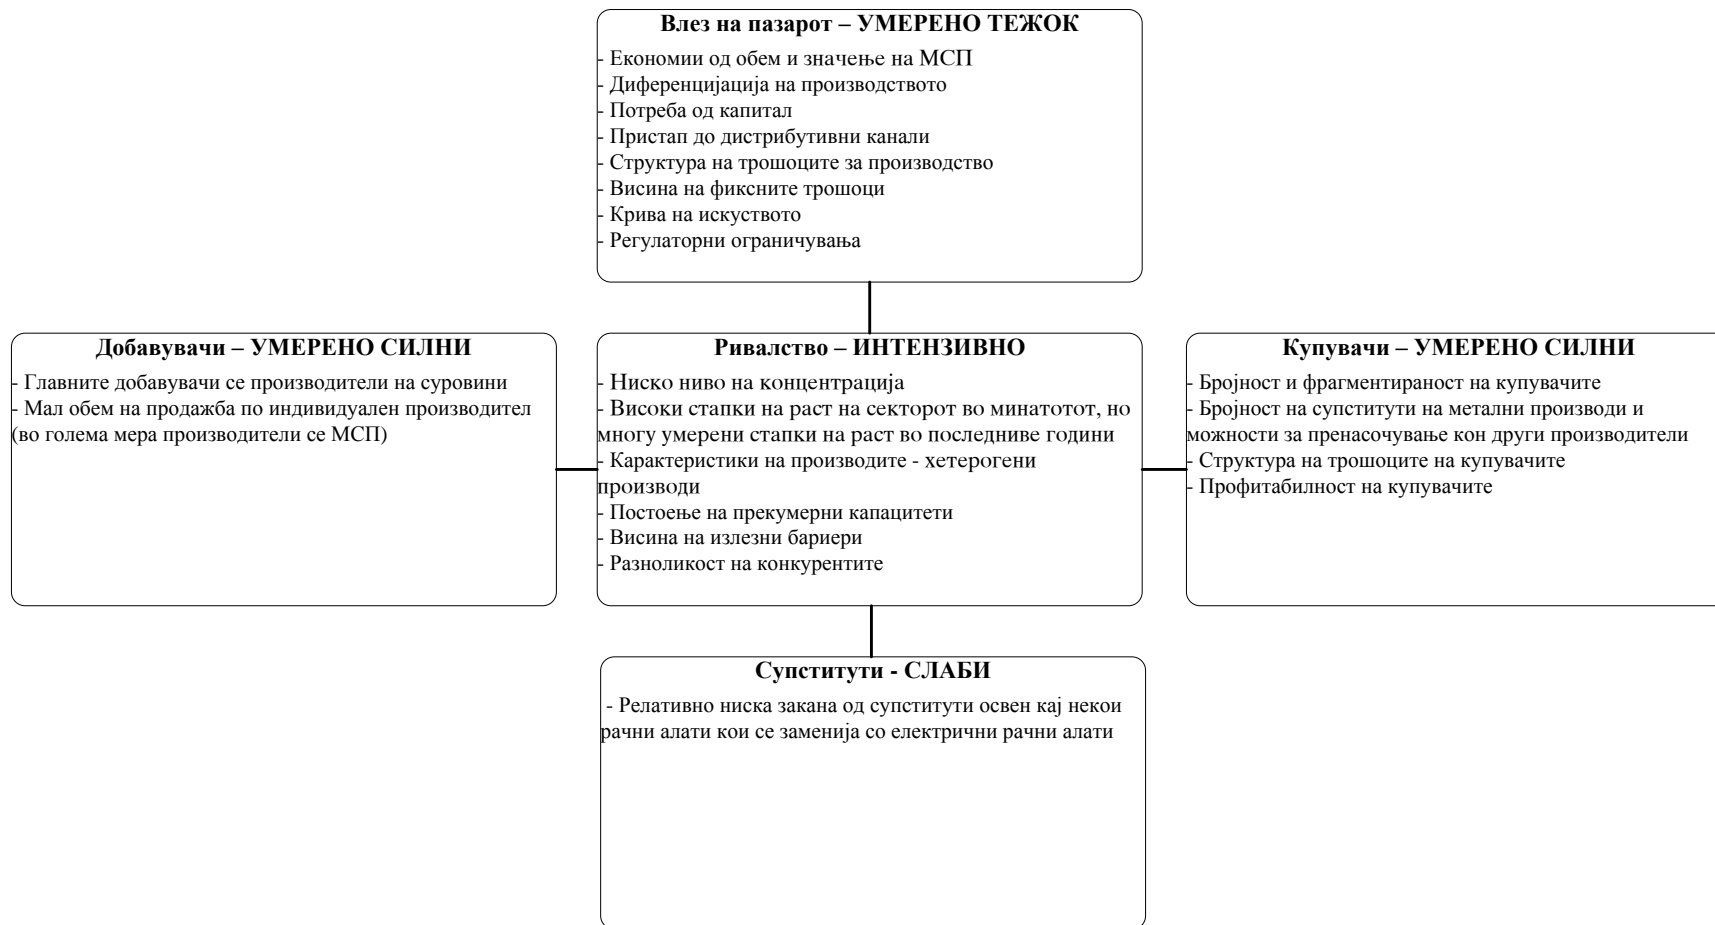 Влез на пазарот – УМЕРЕНО ТЕЖОК
- Економии од обем и значење на МСП
- Диференцијација на производството
- Потреба од капитал
- Пристап до дистрибутивни канали
- Структура на трошоците за производство
- Висина на фиксните трошоци
- Крива на искуството
- Регулаторни ограничувања
Добавувачи – УМЕРЕНО СИЛНИ
- Главните добавувачи се производители на суровини
- Мал обем на продажба по индивидуален производител
(во голема мера производители се МСП)
Ривалство – ИНТЕНЗИВНО
- Ниско ниво на концентрација
- Високи стапки на раст на секторот во минатотот, но
многу умерени стапки на раст во последниве години
- Карактеристики на производите - хетерогени
производи
- Постоење на прекумерни капацитети
- Висина на излезни бариери
- Разноликост на конкурентите
Купувачи – УМЕРЕНО СИЛНИ
- Бројност и фрагментираност на купувачите
- Бројност на супститути на метални производи и
можности за пренасочување кон други производители
- Структура на трошоците на купувачите
- Профитабилност на купувачите
Супститути - СЛАБИ
- Релативно ниска закана од супститути освен кај некои
рачни алати кои се заменија со електрични рачни алати